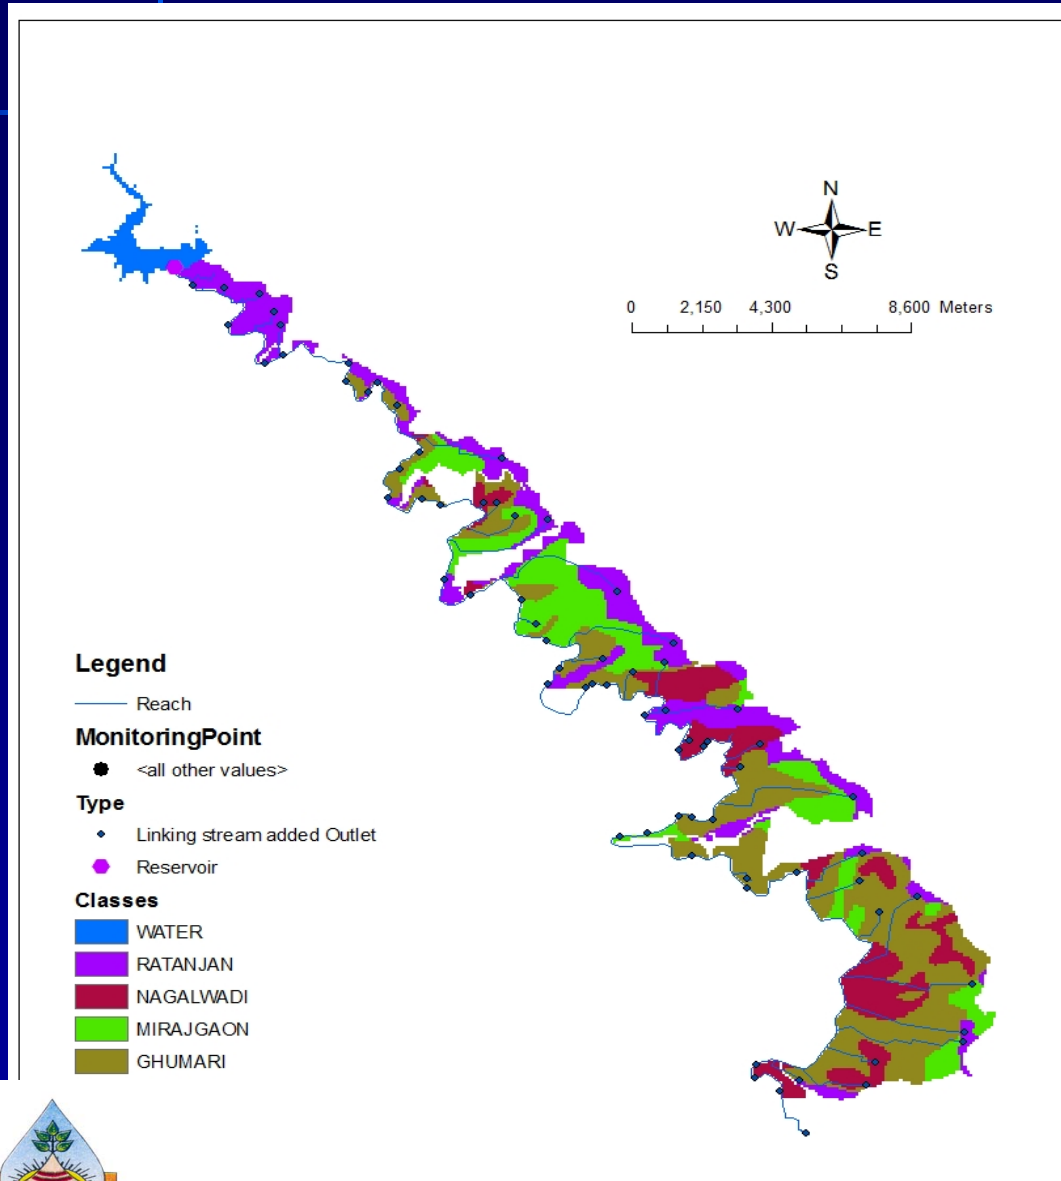 N
W E
S
0 2,150 4,300 8,600 Meters
Legend
Reach
MonitoringPoint
<all other values>
Type
Linking stream added Outlet
Reservoir
Classes
WATER
RATANJAN
NAGALWADI
MIRAJGAON
GHUMARI